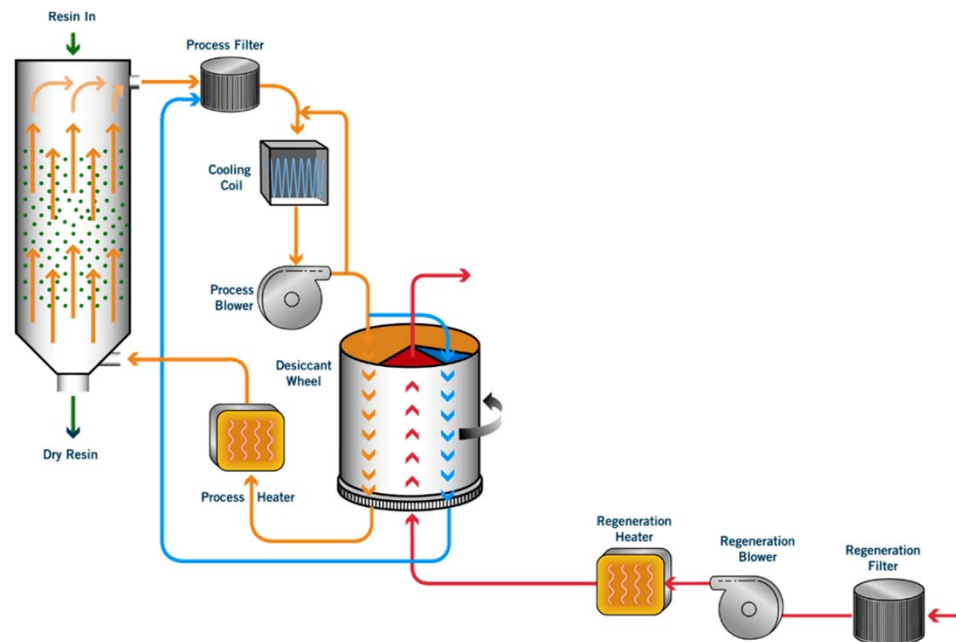 Resin In
Process Filter
Cooling
Coil
Process
Blower
Desiccant
Wheel
Dry Resin
Process Heater
Regeneration
Heater
Regeneration
Blower
Regeneration
Filter